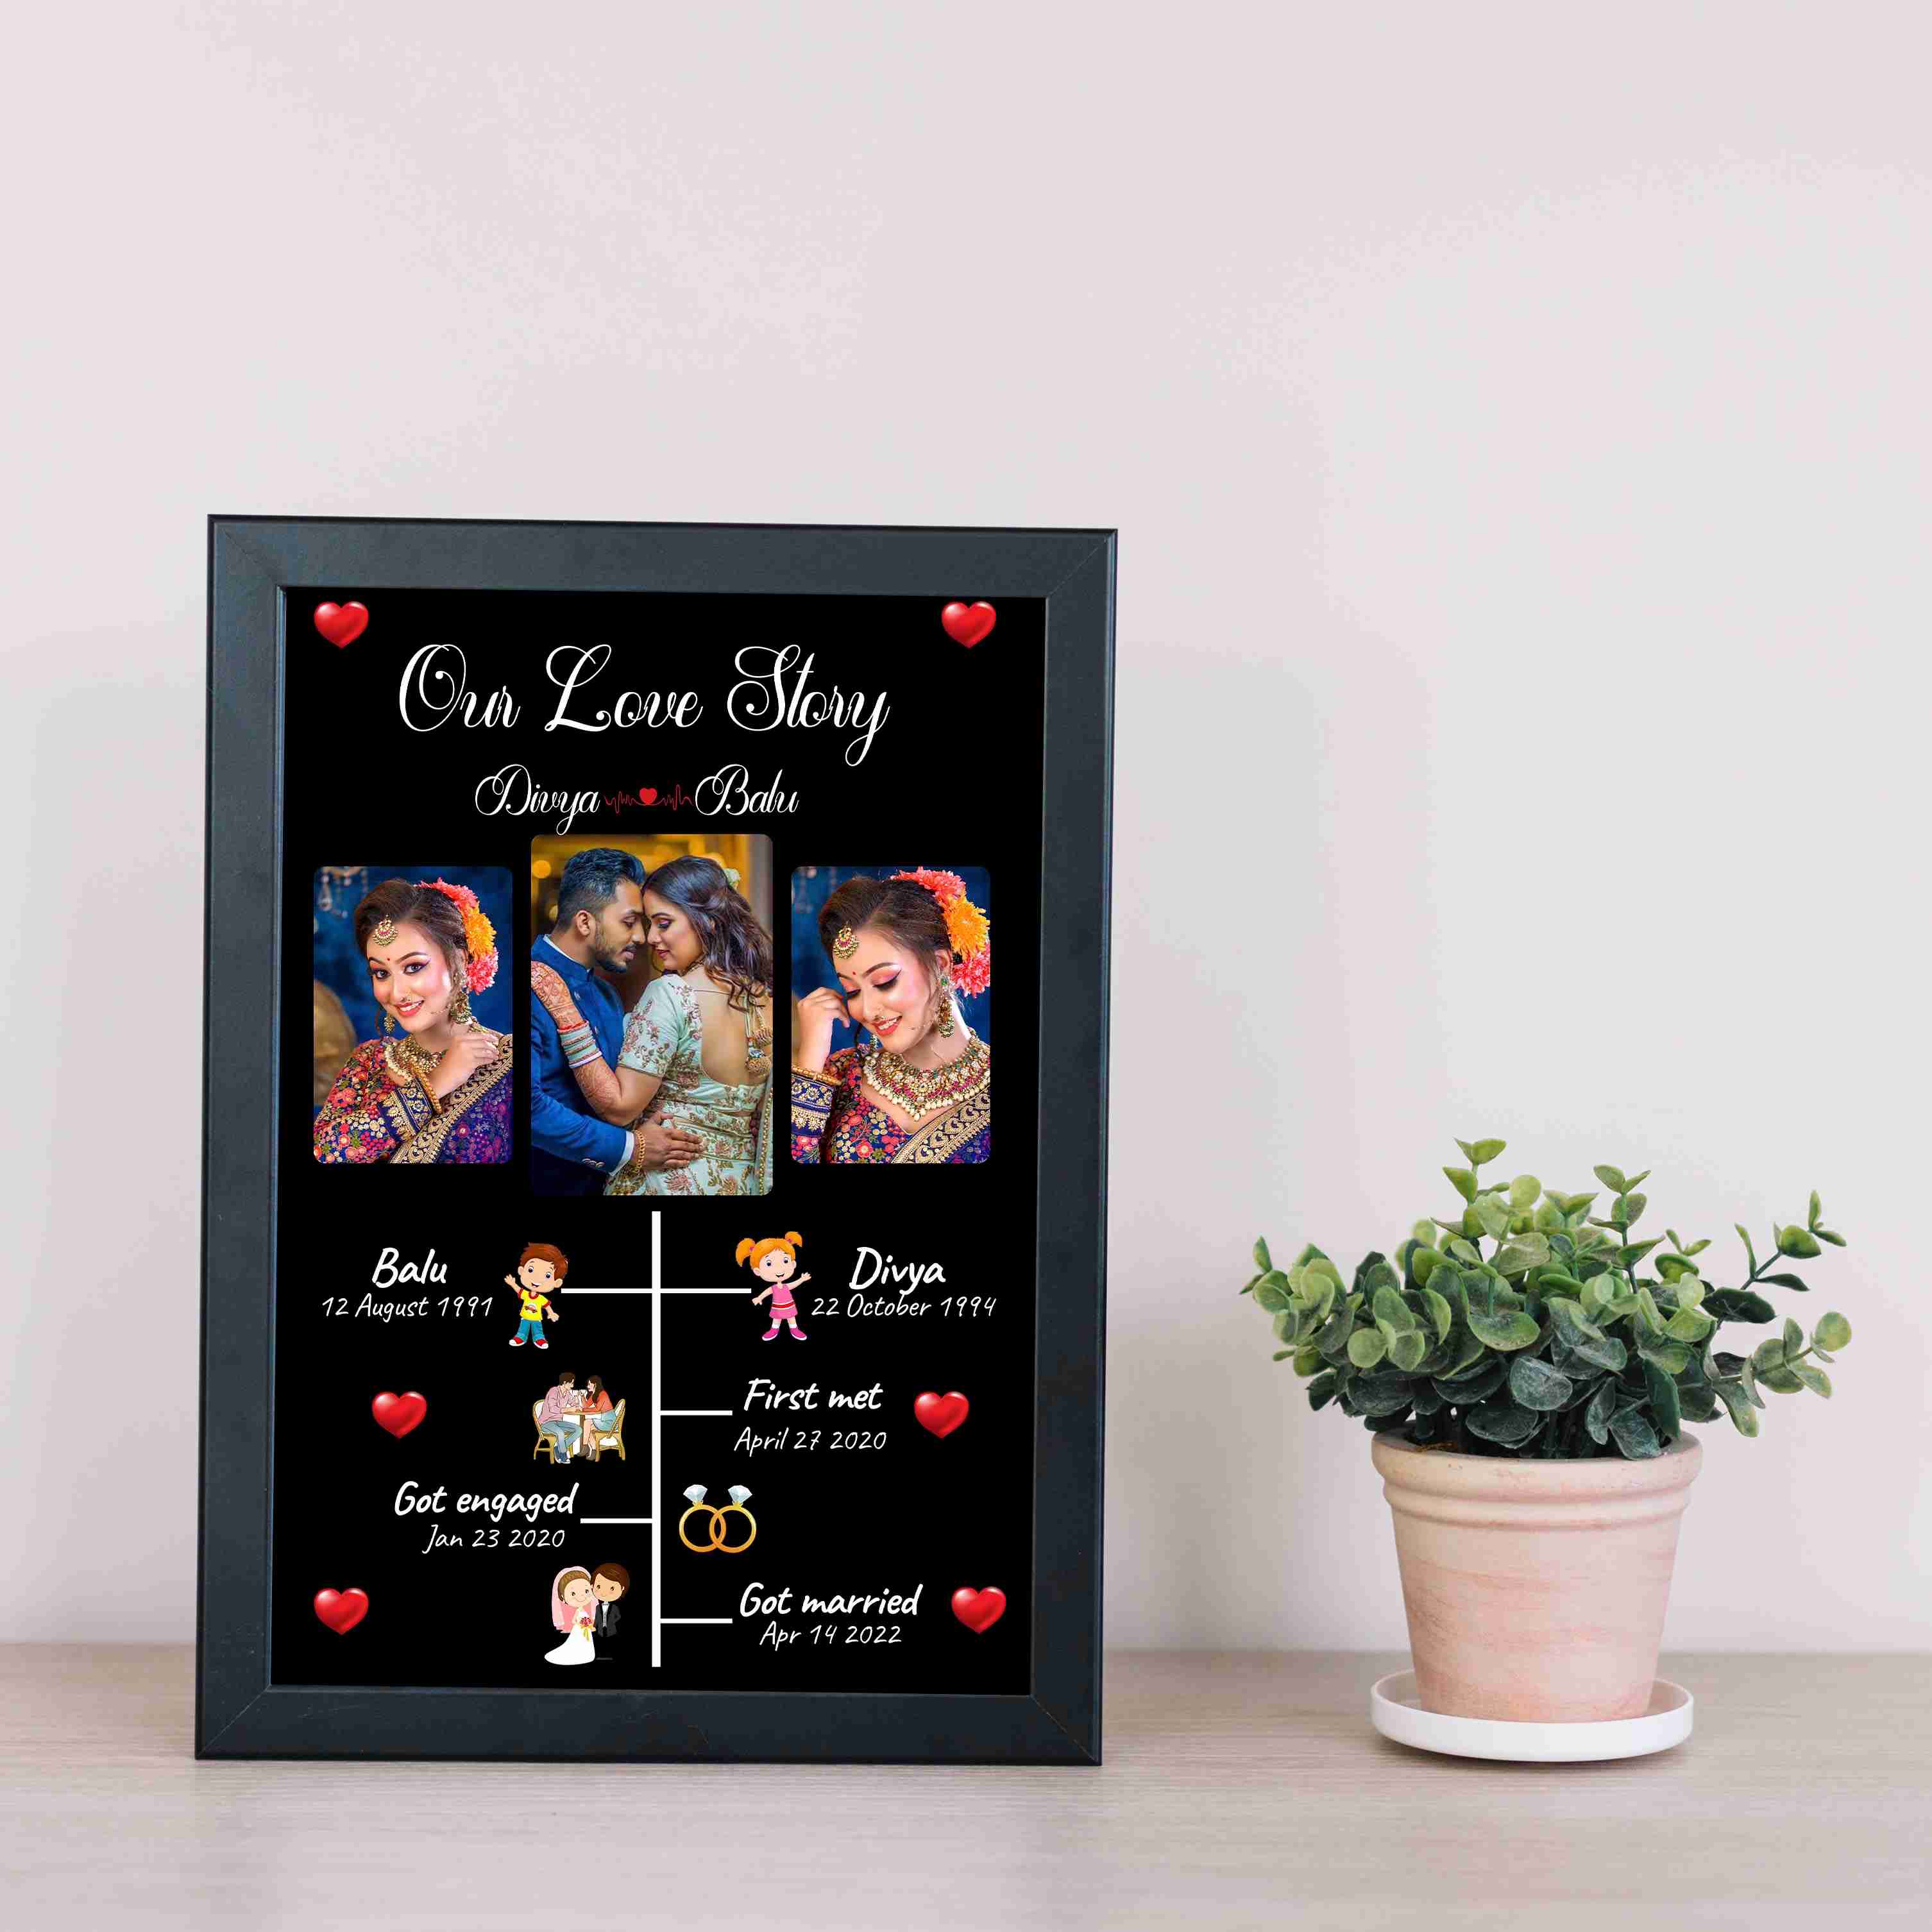 Our Love Story
Divya Balu
Balu
12 August 1991
Divya
22 October 1994
First met
April 27 2020
Got engaged
Jan 23 2020
Got married
Apr 14 2022